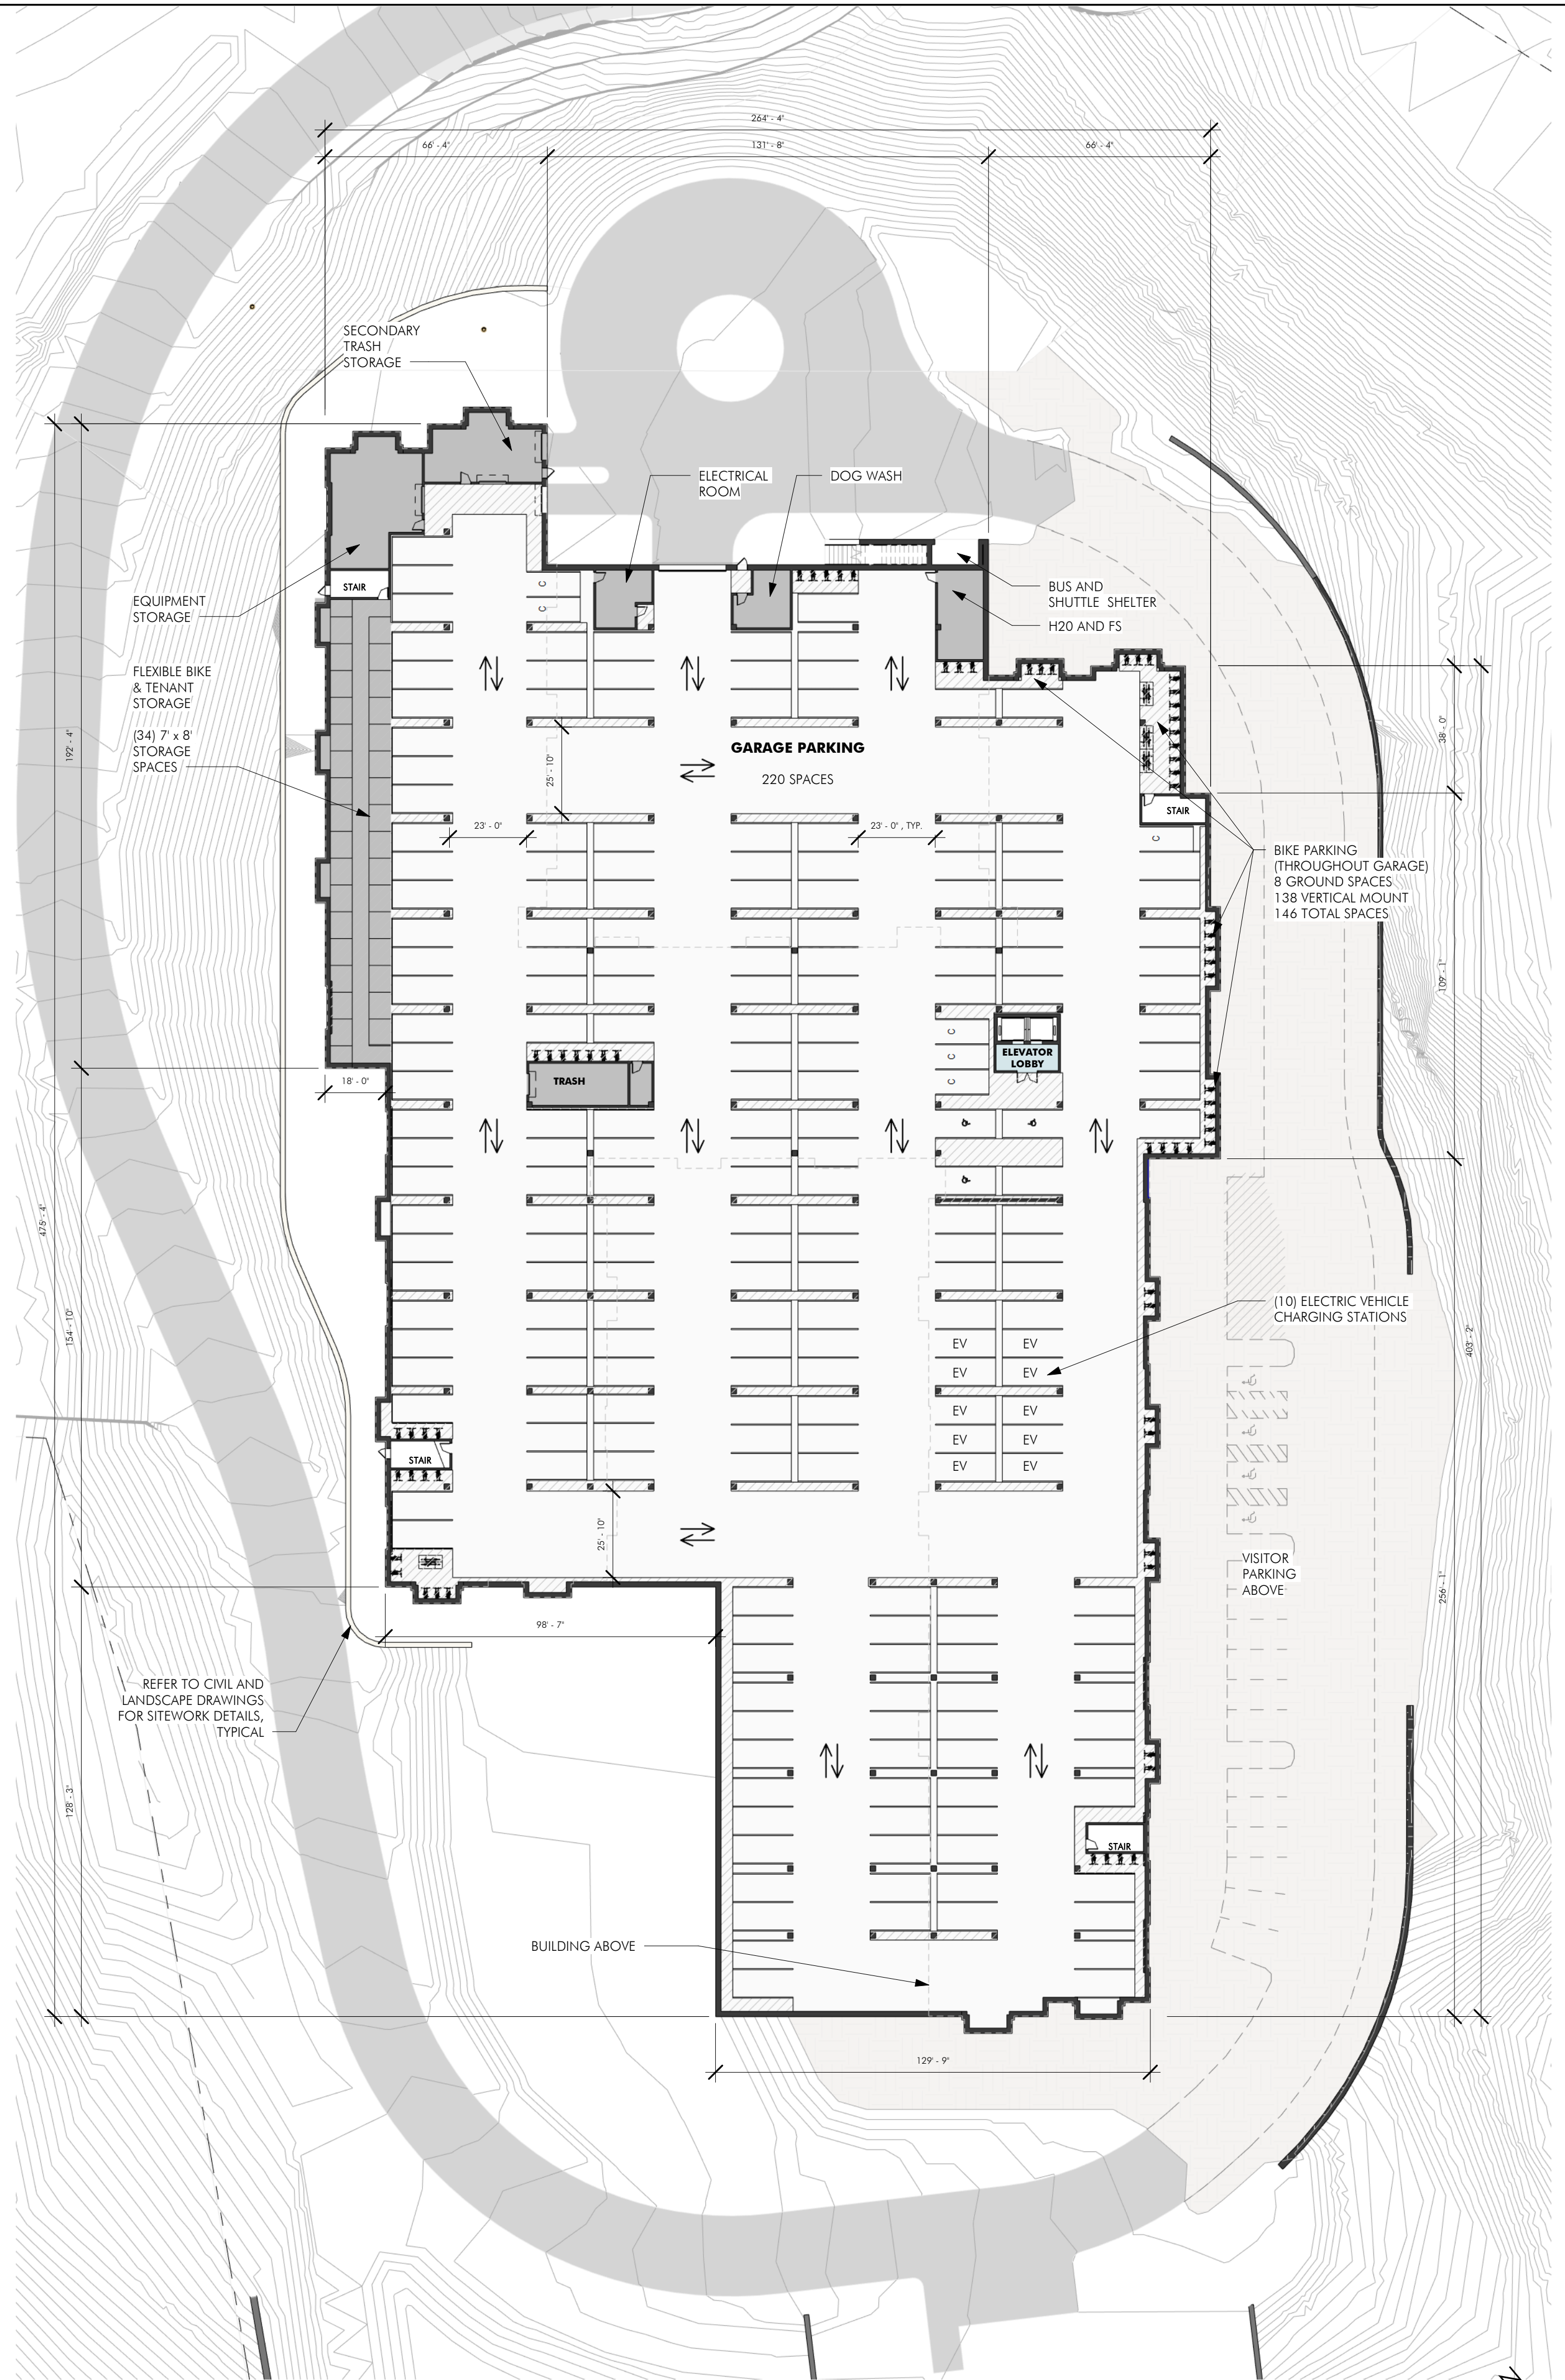 264' - 4"
66' - 4"
131' - 8"
66' - 4"
SECONDARY
TRASH
STORAGE
ELECTRICAL
ROOM
DOG WASH
STAIR
C
C
EQUIPMENT
STORAGE
BUS AND
SHUTTLE SHELTER
H20 AND FS
FLEXIBLE BIKE
& TENANT
STORAGE
(34) 7' x 8'
STORAGE
SPACES
192' - 4"
38' - 0"
GARAGE PARKING
220 SPACES
25' - 10"
23' - 0"
23' - 0" , TYP.
STAIR
C
BIKE PARKING
(THROUGHOUT GARAGE)
8 GROUND SPACES
138 VERTICAL MOUNT
146 TOTAL SPACES
109' - 1"
C
C
C
ELEVATOR
LOBBY
TRASH
18' - 0"
475' - 4"
154' - 10"
(10) ELECTRIC VEHICLE
CHARGING STATIONS
403' - 2"
EV EV
EV EV
EV EV
EV EV
EV EV
STAIR
25' - 10"
VISITOR
PARKING
ABOVE
256' - 1"
98' - 7"
REFER TO CIVIL AND
LANDSCAPE DRAWINGS
FOR SITEWORK DETAILS,
TYPICAL
128' - 3"
STAIR
BUILDING ABOVE
129' - 9"